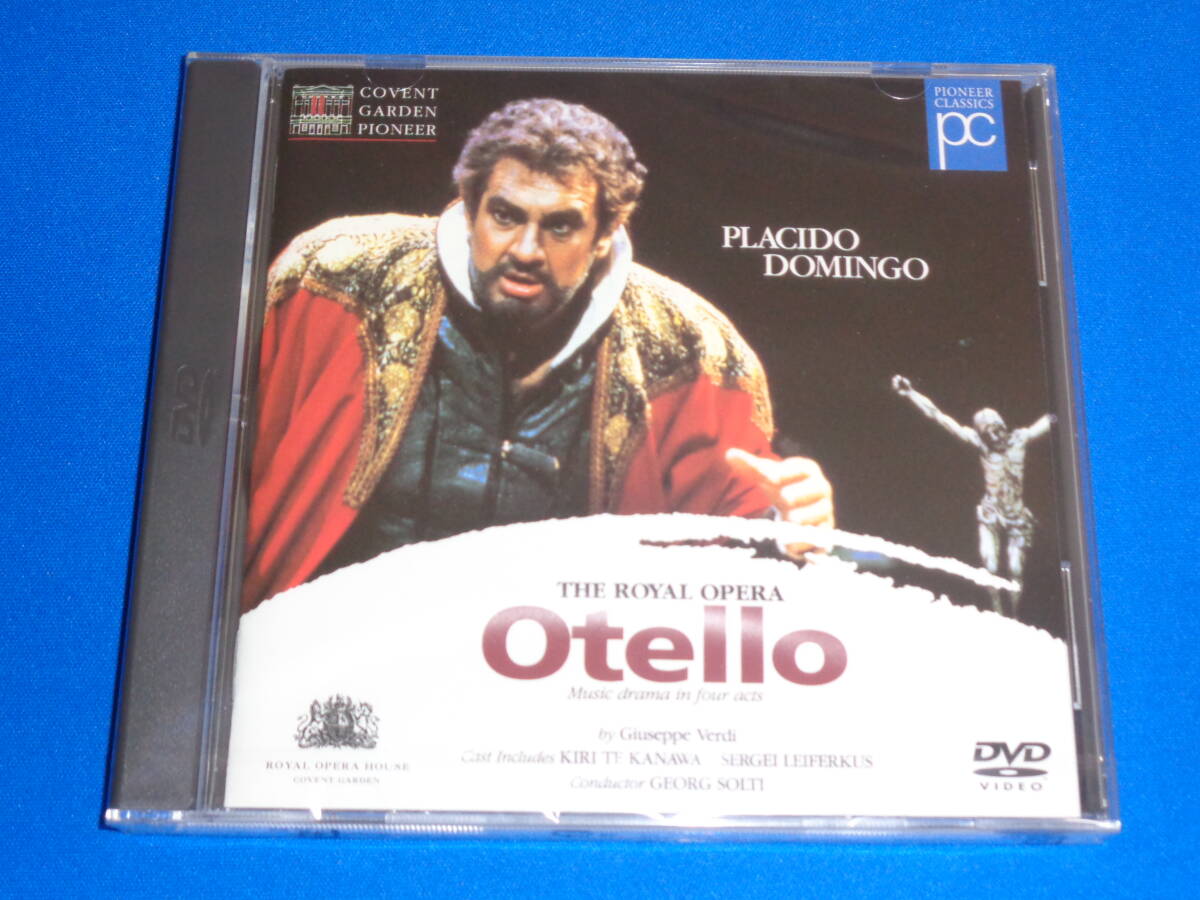 COVENT
GARDEN
PIONEER
PIONEER
CLASSICS
pc
PLACIDO
DOMINGO
DVD
THE ROYAL OPERA
Otello
Music drama in four acts
by Giuseppe Verdi
Cast Includes KIRI TE KANAWA SERGEI LEIFERKUS
Conductor GEORG SOLTI
ROYAL OPERA HOUSE
COVENT GARDEN
DVD
VIDEO